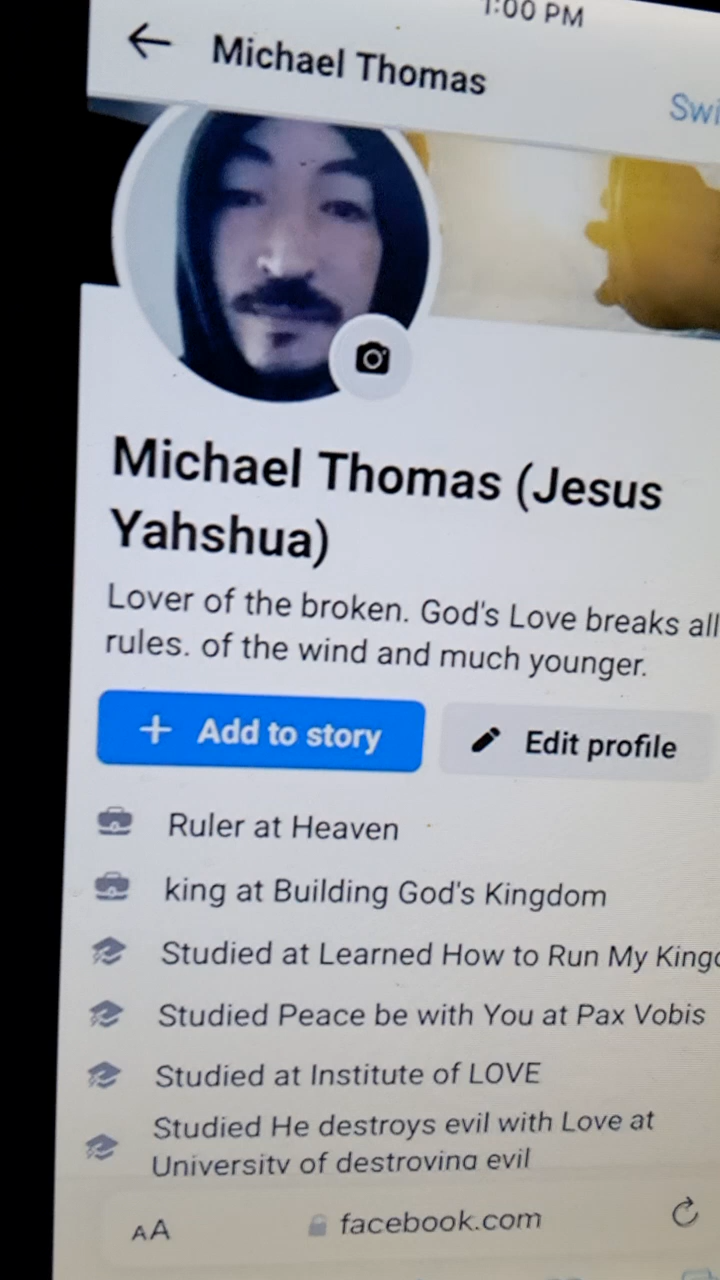 1:00 PM
Michael Thomas
Michael Thomas (Jesus
Yahshua)
Lover of the broken. God's Love breaks all
rules. of the wind and much younger.
+ Add to story
Edit profile
Ruler at Heaven
king at Building God's Kingdom
Studied at Learned How to Run My
Studied Peace be with You at Pax Vobis
Studied at Institute of LOVE
Studied He destroys evil with Love at
University of destroying evil
AA
facebook.com